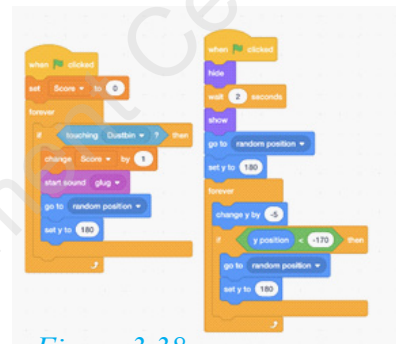 when clicked
set Score to 0
forever
if touching Dustbin ? then
change Score by 1
start sound glug
go to random position
set y to 180
when clicked
hide
wait 2 seconds
show
go to random position
set y to 180
forever
change y by -5
if y position < -170 then
go to random position
set y to 180